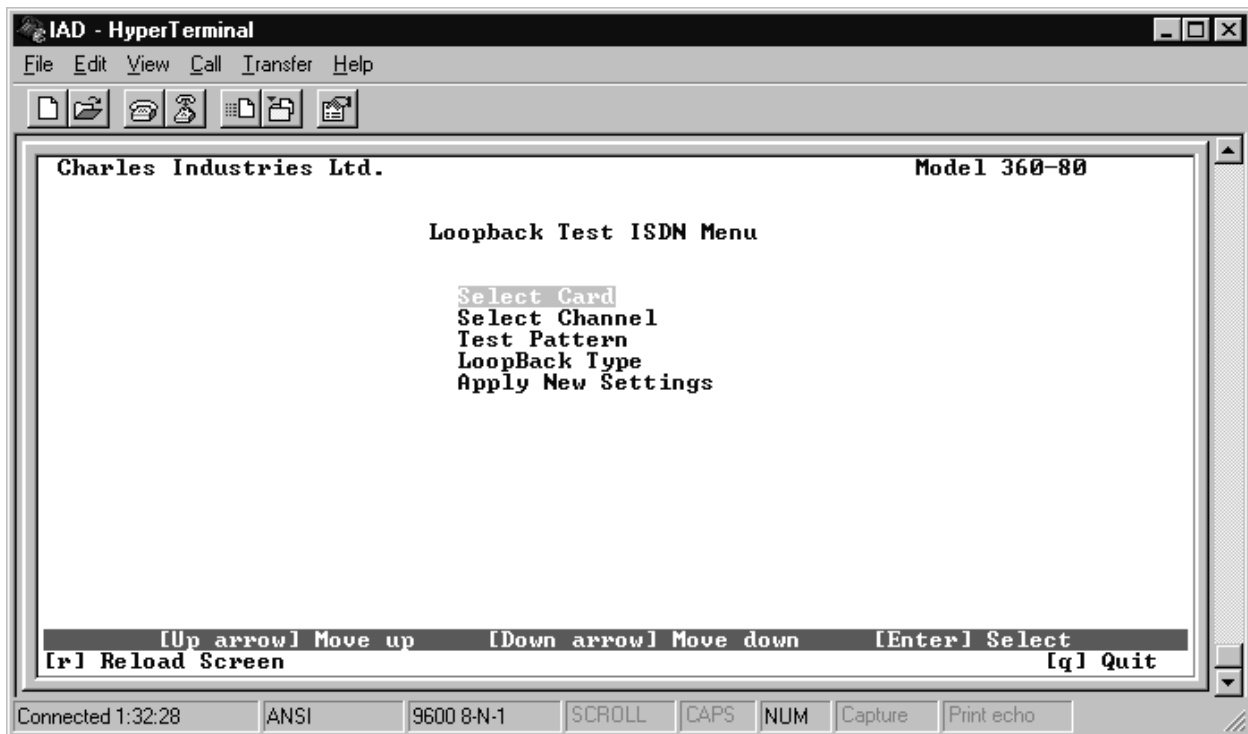 IAD - HyperTerminal
File Edit View Call Transfer Help
Charles Industries Ltd. Model 360-80
Loopback Test ISDN Menu
Select Card
Select Channel
Test Pattern
LoopBack Type
Apply New Settings
[Up arrow] Move up [Down arrow] Move down [Enter] Select
[r] Reload Screen [q] Quit
Connected 1:32:28 ANSI 9600 8-N-1 SCROLL CAPS NUM Capture Print echo